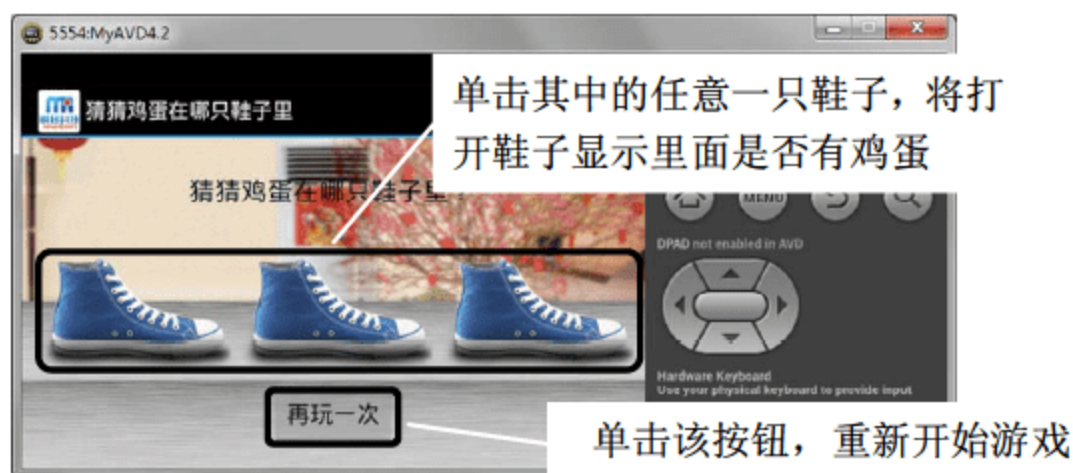 5554:MyAVD4.2
猜猜鸡蛋在哪只鞋子里
单击其中的任意一只鞋子，将打
开鞋子显示里面是否有鸡蛋
猜猜鸡蛋在哪只鞋子里？
MENU
DPAD not enabled in AVD
Hardware Keyboard
Use your physical keyboard to provide input
再玩一次
单击该按钮，重新开始游戏